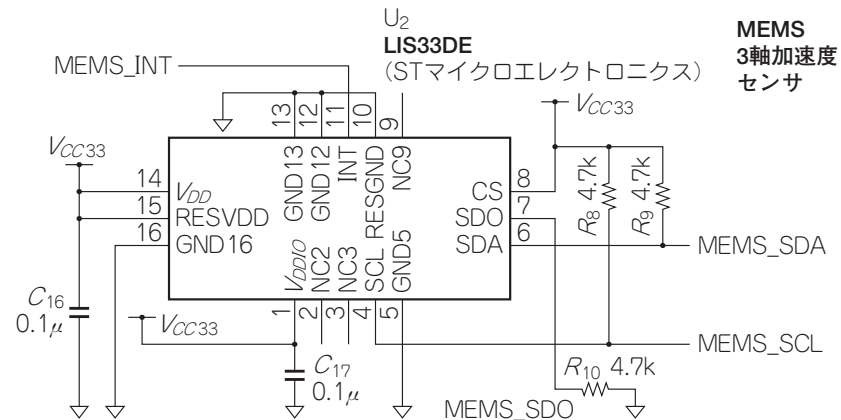 U2
LIS33DE
(STマイクロエレクトロニクス)
MEMS
3軸加速度
センサ
MEMS_INT
13
12
11
10
9
VCC33
VCC33
14
15
16
VDD
RESVDD
GND16
GND13
GND12
INT
RESGND
NC9
CS
SDO
SDA
8
7
6
R8 4.7k
R9 4.7k
MEMS_SDA
VDDIO
NC2
NC3
SCL
GND5
1
2
3
4
5
C16
0.1μ
VCC33
C17
0.1μ
MEMS_SCL
R10 4.7k
MEMS_SDO